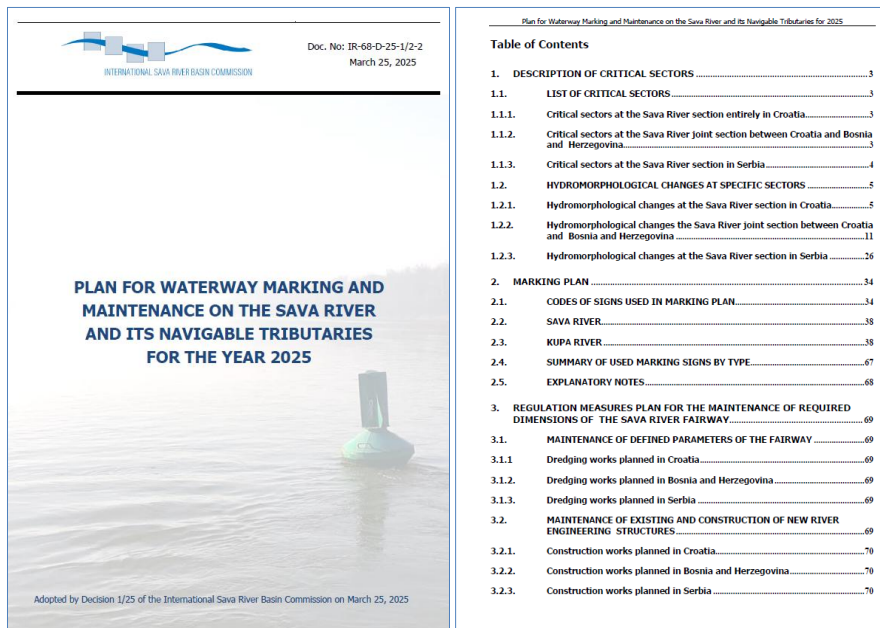 Doc. No: IR-68-D-25-1/2-2
March 25, 2025
INTERNATIONAL SAVA RIVER BASIN COMMISSION
PLAN FOR WATERWAY MARKING AND
MAINTENANCE ON THE SAVA RIVER
AND ITS NAVIGABLE TRIBUTARIES
FOR THE YEAR 2025
Adopted by Decision 1/25 of the International Sava River Basin Commission on March 25, 2025
Plan for Waterway Marking and Maintenance on the Sava River and its Navigable Tributaries for 2025
Table of Contents
1. DESCRIPTION OF CRITICAL SECTORS ... 3
1.1. LIST OF CRITICAL SECTORS ... 3
1.1.1. Critical sectors at the Sava River section entirely in Croatia ... 3
1.1.2. Critical sectors at the Sava River joint section between Croatia and Bosnia
and Herzegovina ... 3
1.1.3. Critical sectors at the Sava River section in Serbia ... 4
1.2. HYDROMORPHOLOGICAL CHANGES AT SPECIFIC SECTORS ... 5
1.2.1. Hydromorphological changes at the Sava River section in Croatia ... 5
1.2.2. Hydromorphological changes the Sava River joint section between Croatia
and Bosnia and Herzegovina ... 11
1.2.3. Hydromorphological changes at the Sava River section in Serbia ... 26
2. MARKING PLAN ... 34
2.1. CODES OF SIGNS USED IN MARKING PLAN ... 34
2.2. SAVA RIVER ... 38
2.3. KUPA RIVER ... 38
2.4. SUMMARY OF USED MARKING SIGNS BY TYPE ... 67
2.5. EXPLANATORY NOTES ... 68
3. REGULATION MEASURES PLAN FOR THE MAINTENANCE OF REQUIRED
DIMENSIONS OF THE SAVA RIVER FAIRWAY ... 69
3.1. MAINTENANCE OF DEFINED PARAMETERS OF THE FAIRWAY ... 69
3.1.1 Dredging works planned in Croatia ... 69
3.1.2. Dredging works planned in Bosnia and Herzegovina ... 69
3.1.3. Dredging works planned in Serbia ... 69
3.2. MAINTENANCE OF EXISTING AND CONSTRUCTION OF NEW RIVER
ENGINEERING STRUCTURES ... 69
3.2.1. Construction works planned in Croatia ... 70
3.2.2. Construction works planned in Bosnia and Herzegovina ... 70
3.2.3. Construction works planned in Serbia ... 70